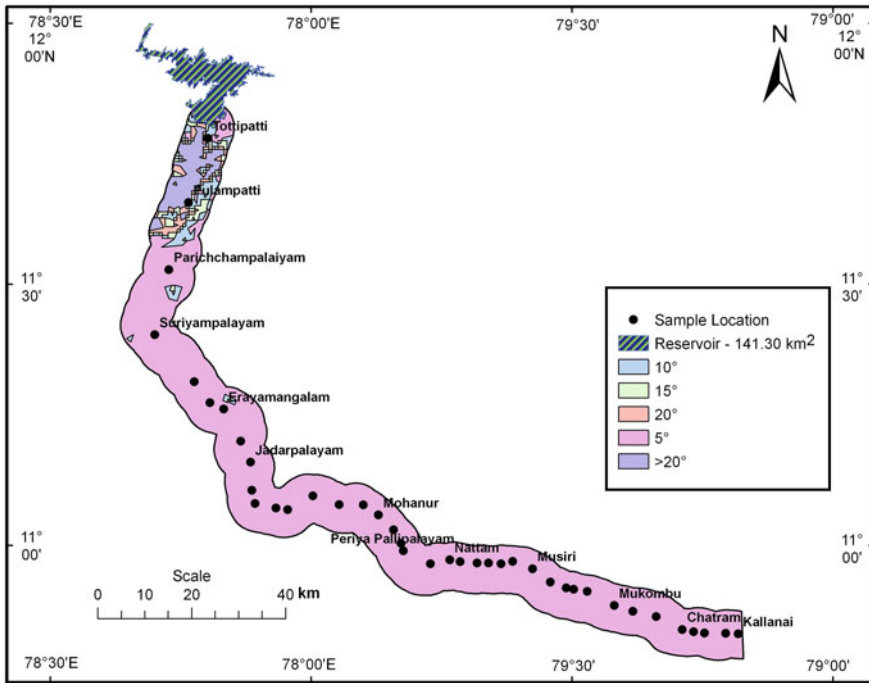 78°30'E 78°00' 79°30' 79°00'
12°
00'N
12°
00'N
N
Tottipatti
Pulampatti
Parichchampalaiyam
11°
30'
11°
30'
Suriyampalayam
Sample Location
Reservoir - 141.30 km2
10°
15°
20°
5°
>20°
Erayamangalam
Jadarpalayam
Mohanur
Periya Pallipalayam
Nattam
Musiri
11°
00'
11°
00'
Mukombu
Chatram
Kallanai
Scale
0 10 20 40 km
78°30'E 78°00' 79°30' 79°00'